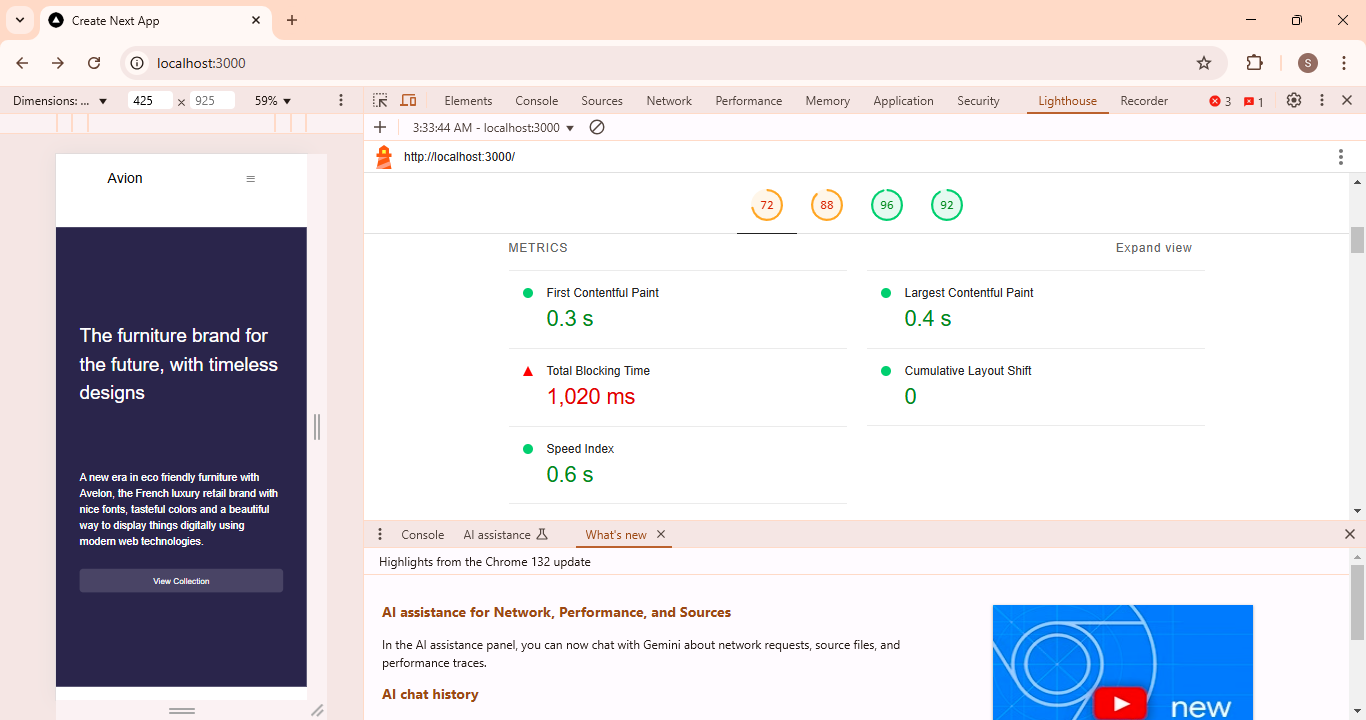 Create Next App
localhost:3000
S
Dimensions: ...
425
×
925
59%
Elements
Console
Sources
Network
Performance
Memory
Application
Security
Lighthouse
Recorder
3
1
3:33:44 AM - localhost:3000
http://localhost:3000/
72
88
96
92
METRICS
Expand view
First Contentful Paint
0.3 s
Largest Contentful Paint
0.4 s
Total Blocking Time
1,020 ms
Cumulative Layout Shift
0
Speed Index
0.6 s
Avion
The furniture brand for
the future, with timeless
designs
A new era in eco friendly furniture with
Avelon, the French luxury retail brand with
nice fonts, tasteful colors and a beautiful
way to display things digitally using
modern web technologies.
View Collection
Console
AI assistance
What's new
Highlights from the Chrome 132 update
AI assistance for Network, Performance, and Sources
In the AI assistance panel, you can now chat with Gemini about network requests, source files, and
performance traces.
AI chat history
new